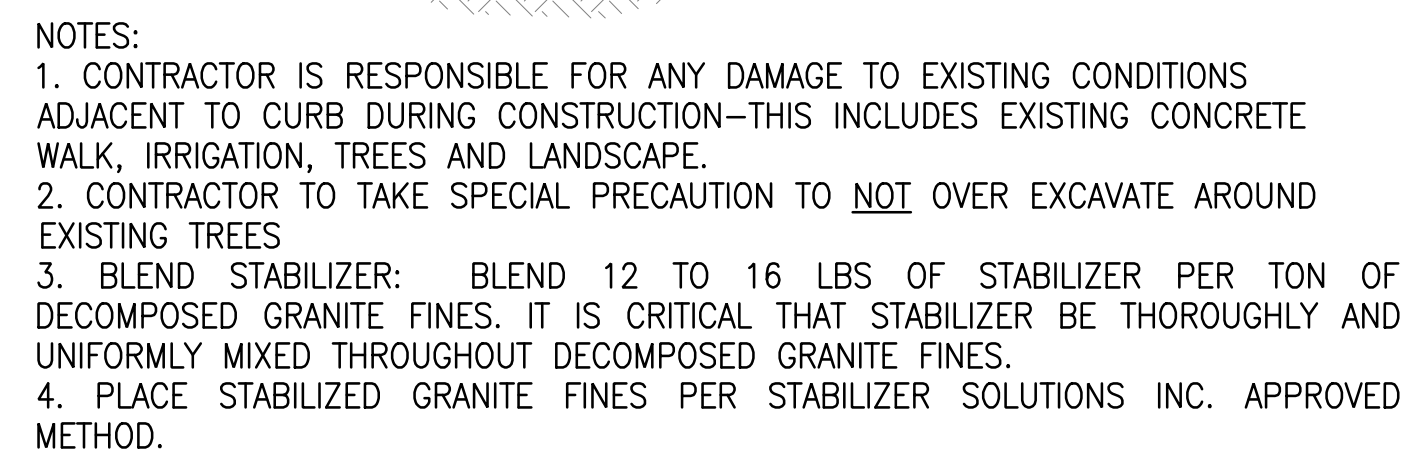 NOTES:
1. CONTRACTOR IS RESPONSIBLE FOR ANY DAMAGE TO EXISTING CONDITIONS
ADJACENT TO CURB DURING CONSTRUCTION–THIS INCLUDES EXISTING CONCRETE
WALK, IRRIGATION, TREES AND LANDSCAPE.
2. CONTRACTOR TO TAKE SPECIAL PRECAUTION TO NOT OVER EXCAVATE AROUND
EXISTING TREES
3. BLEND STABILIZER: BLEND 12 TO 16 LBS OF STABILIZER PER TON OF
DECOMPOSED GRANITE FINES. IT IS CRITICAL THAT STABILIZER BE THOROUGHLY AND
UNIFORMLY MIXED THROUGHOUT DECOMPOSED GRANITE FINES.
4. PLACE STABILIZED GRANITE FINES PER STABILIZER SOLUTIONS INC. APPROVED
METHOD.